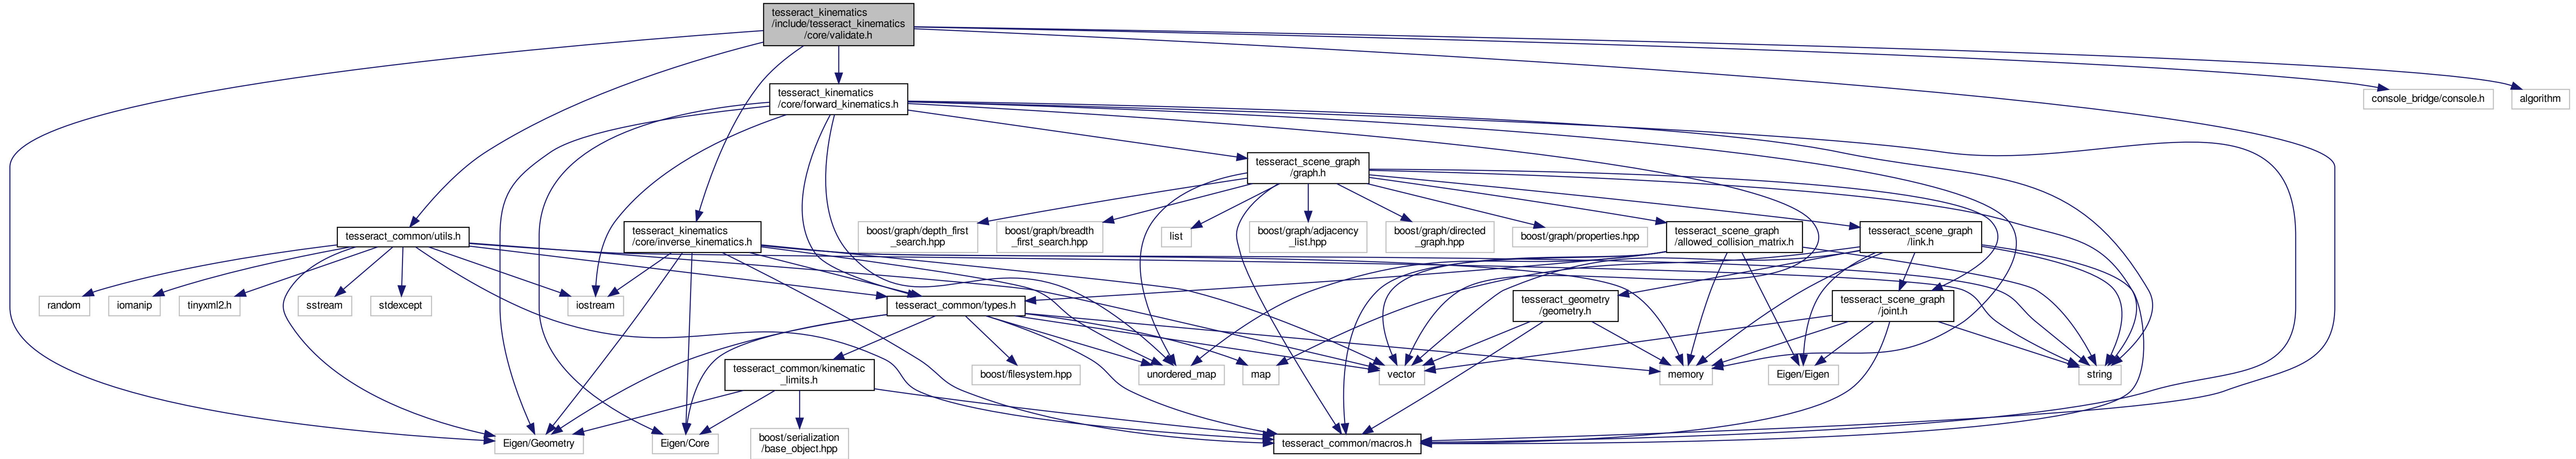 tesseract_kinematics
/include/tesseract_kinematics
/core/validate.h
tesseract_kinematics
/core/forward_kinematics.h
console_bridge/console.h
algorithm
tesseract_scene_graph
/graph.h
tesseract_common/utils.h
tesseract_kinematics
/core/inverse_kinematics.h
boost/graph/depth_first
_search.hpp
boost/graph/breadth
_first_search.hpp
list
boost/graph/adjacency
_list.hpp
boost/graph/directed
_graph.hpp
boost/graph/properties.hpp
tesseract_scene_graph
/allowed_collision_matrix.h
tesseract_scene_graph
/link.h
random
iomanip
tinyxml2.h
sstream
stdexcept
iostream
tesseract_common/types.h
tesseract_geometry
/geometry.h
tesseract_scene_graph
/joint.h
tesseract_common/kinematic
_limits.h
boost/filesystem.hpp
unordered_map
map
vector
memory
Eigen/Eigen
string
Eigen/Geometry
Eigen/Core
boost/serialization
/base_object.hpp
tesseract_common/macros.h